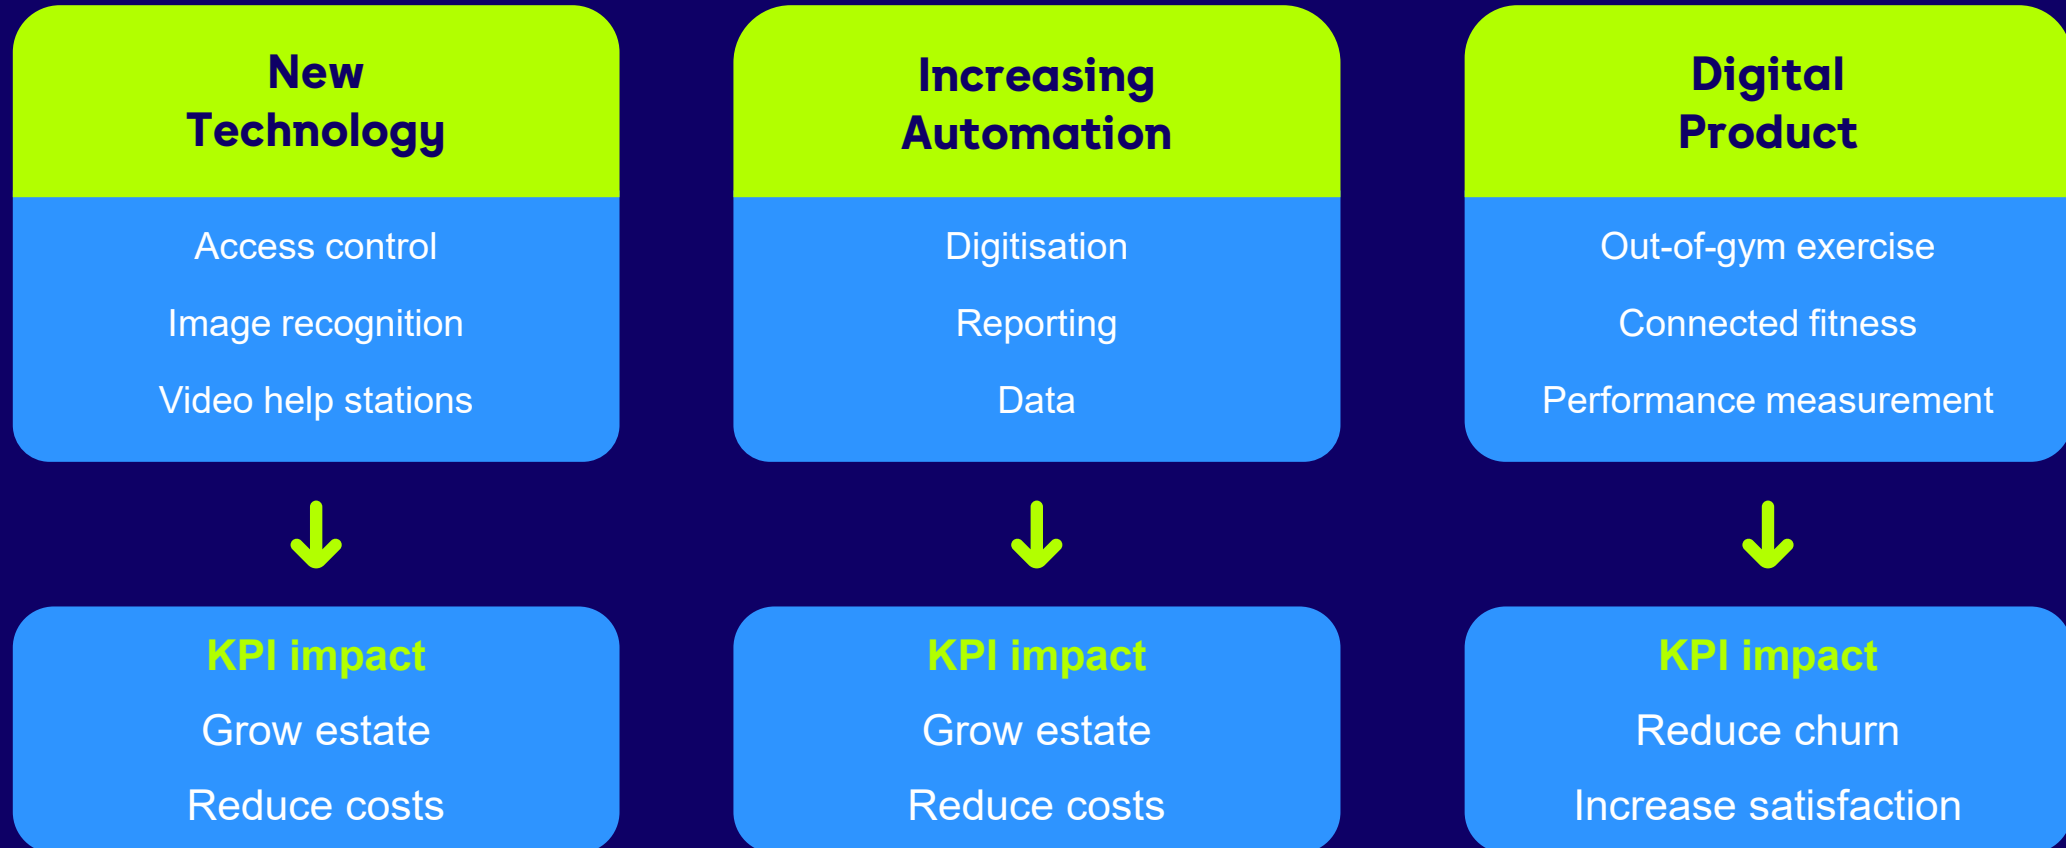 New
Technology
Access control
Image recognition
Video help stations
KPI impact
Grow estate
Reduce costs
Increasing
Automation
Digitisation
Reporting
Data
KPI impact
Grow estate
Reduce costs
Digital
Product
Out-of-gym exercise
Connected fitness
Performance measurement
KPI impact
Reduce churn
Increase satisfaction